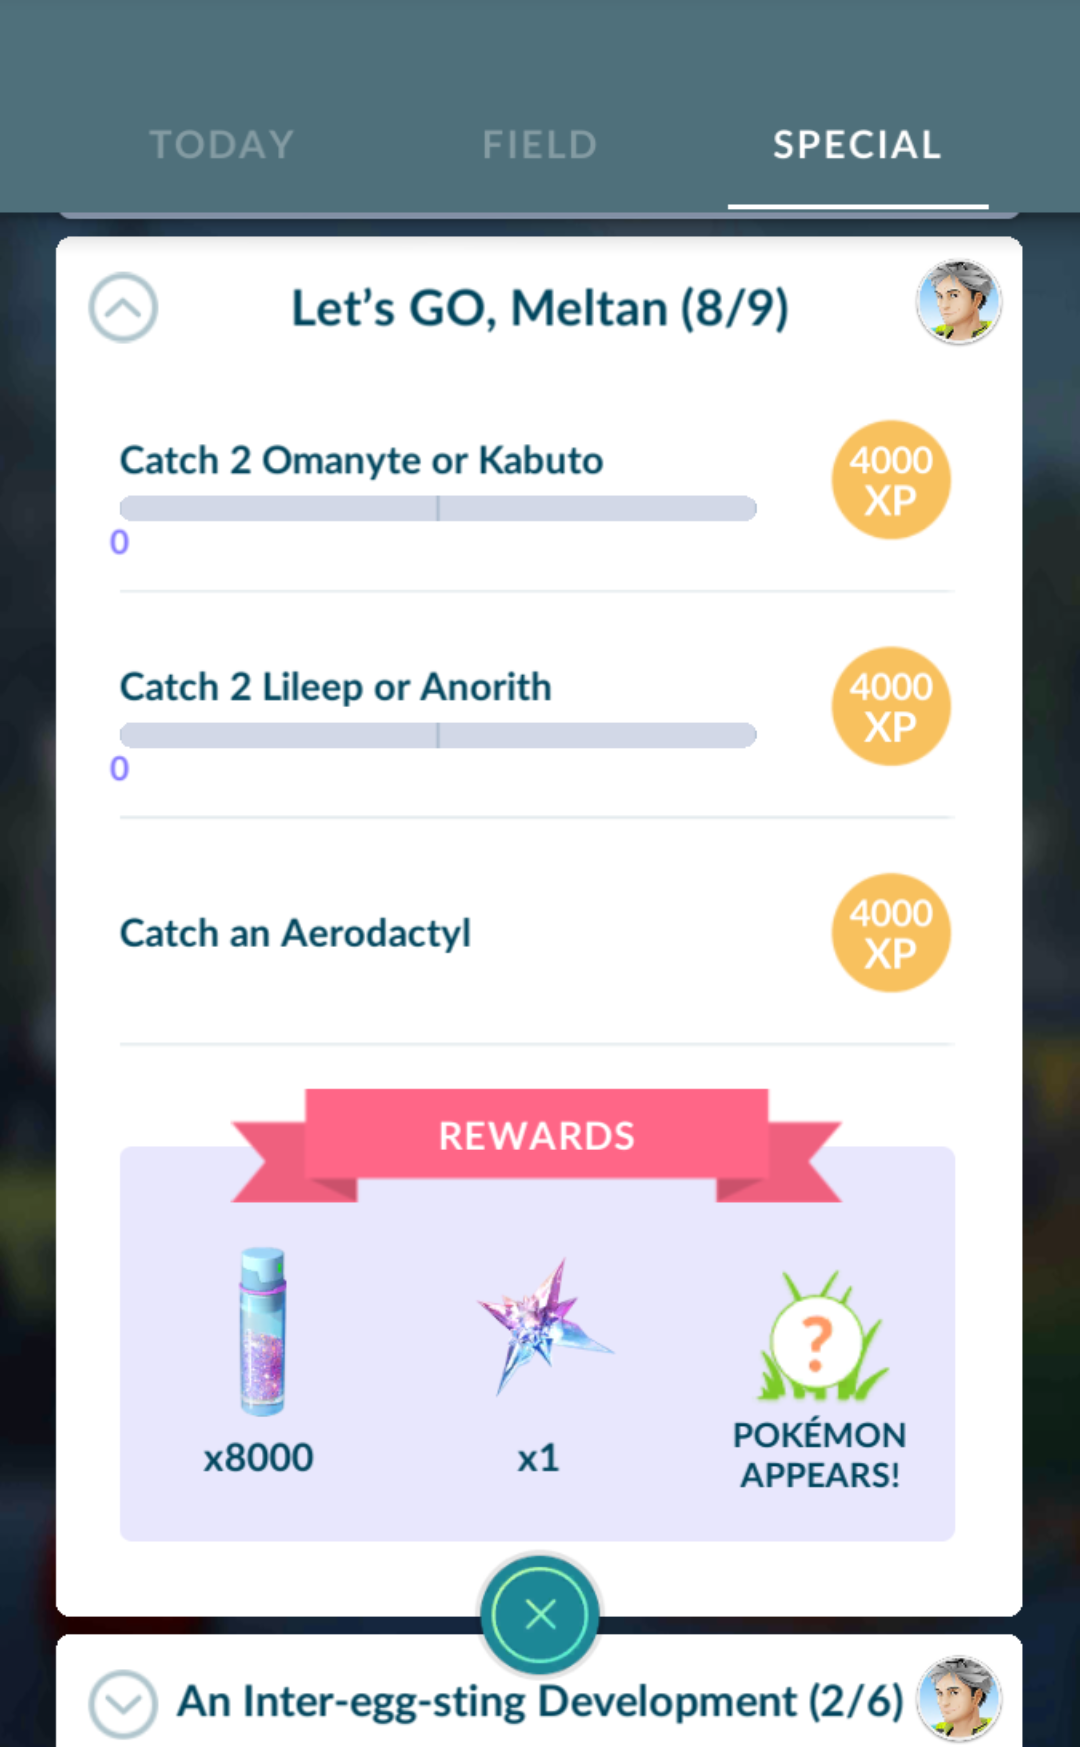 TODAY FIELD SPECIAL
Let’s GO, Meltan (8/9)
Catch 2 Omanyte or Kabuto
4000
XP
0
Catch 2 Lileep or Anorith
4000
XP
0
Catch an Aerodactyl
4000
XP
REWARDS
?
x8000
x1
POKÉMON
APPEARS!
An Inter-egg-sting Development (2/6)